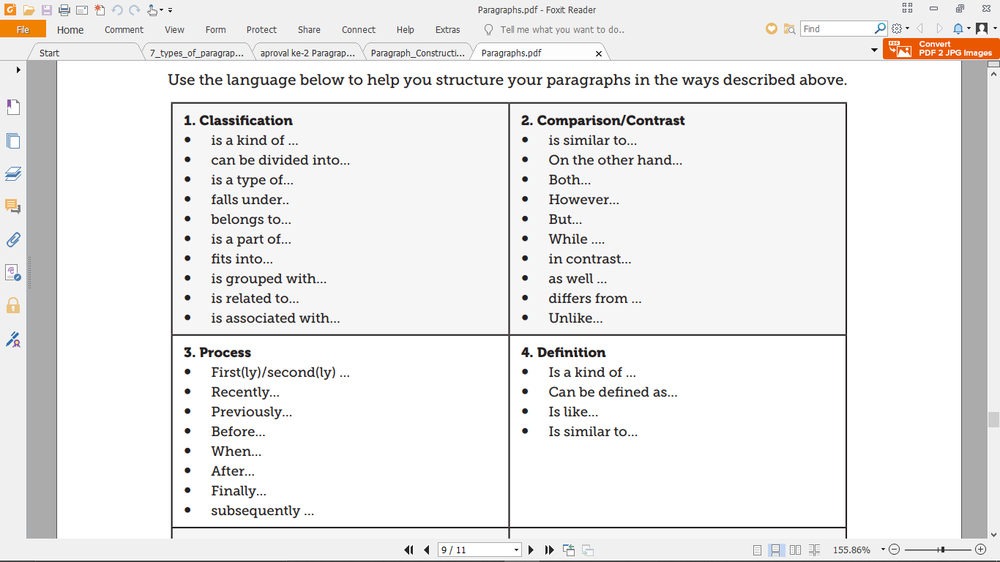 Paragraphs.pdf - Foxit Reader
File Home Comment View Form Protect Share Connect Help Extras Tell me what you want to do.. Find
Convert
PDF 2 JPG Images
PDF
Start 7_types_of_paragrap... aproval ke-2 Paragrap... Paragraph_Constructi... Paragraphs.pdf
Use the language below to help you structure your paragraphs in the ways described above.
1. Classification
• is a kind of ...
• can be divided into...
• is a type of...
• falls under..
• belongs to...
• is a part of...
• fits into...
• is grouped with...
• is related to...
• is associated with...
2. Comparison/Contrast
• is similar to...
• On the other hand...
• Both...
• However...
• But...
• While ....
• in contrast...
• as well ...
• differs from ...
• Unlike...
3. Process
• First(ly)/second(ly) ...
• Recently...
• Previously...
• Before...
• When...
• After...
• Finally...
• subsequently ...
4. Definition
• Is a kind of ...
• Can be defined as...
• Is like...
• Is similar to...
9 / 11
155.86%